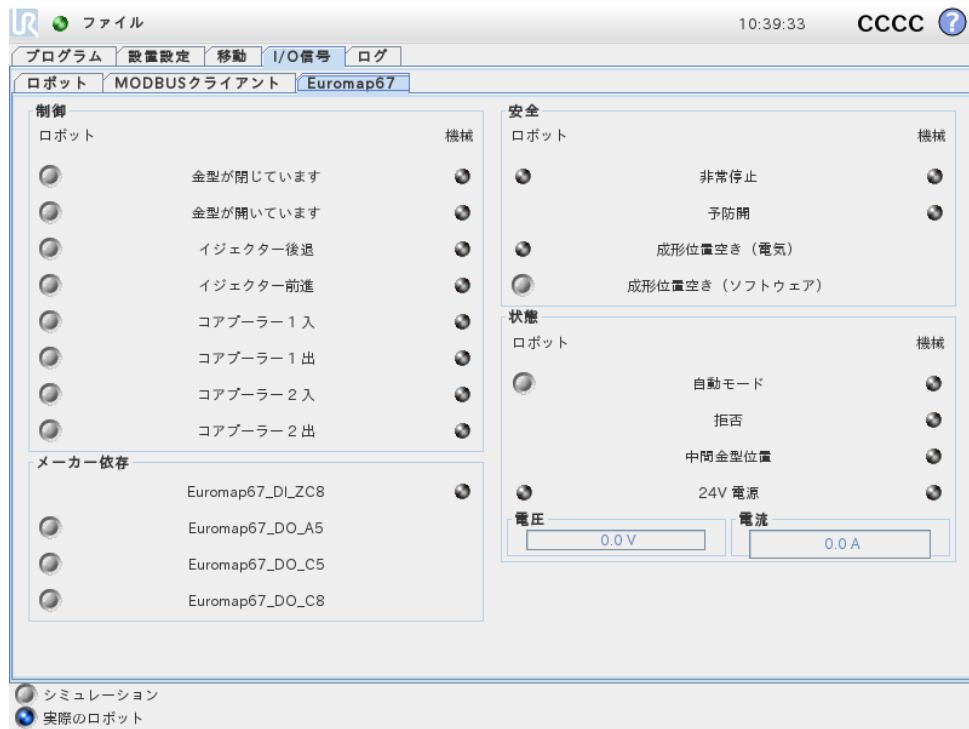 UR ファイル 10:39:33 CCCC ?
プログラム 設置設定 移動 I/O信号 ログ
ロボット MODBUSクライアント Euromap67
制御
ロボット 機械
金型が閉じています
金型が開いています
イジェクター後退
イジェクター前進
コアプーラー1入
コアプーラー1出
コアプーラー2入
コアプーラー2出
メーカー依存
Euromap67_DI_ZC8
Euromap67_DO_A5
Euromap67_DO_C5
Euromap67_DO_C8
安全
ロボット 機械
非常停止
予防開
成形位置空き（電気）
成形位置空き（ソフトウェア）
状態
ロボット 機械
自動モード
拒否
中間金型位置
24V 電源
電圧 電流
0.0 V 0.0 A
シミュレーション
実際のロボット